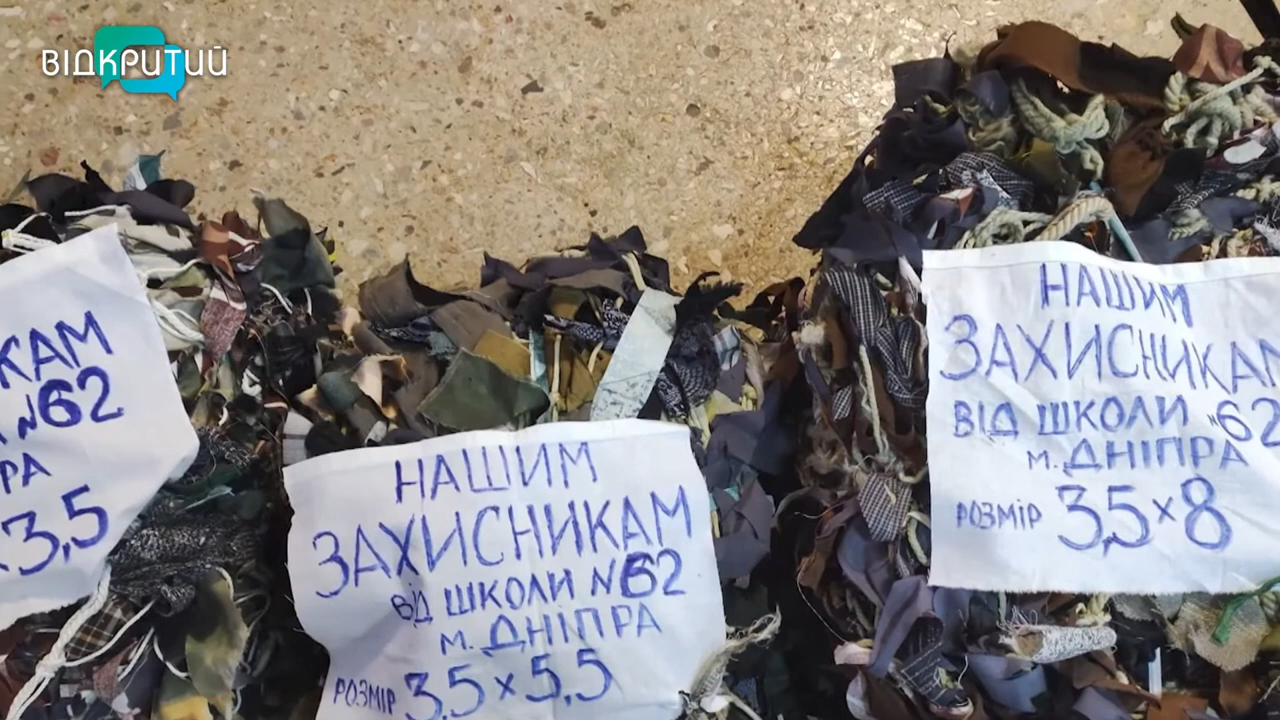 ВІДКРИТИЙ
КАМ
№62
РА
3,5
НАШИМ
ЗАХИСНИКАМ
ВІД ШКОЛИ №62
м. ДНІПРА
РОЗМІР 3,5 х 5,5
НАШИМ
ЗАХИСНИКАМ
ВІД ШКОЛИ №62
м. ДНІПРА
РОЗМІР 3,5 х 8